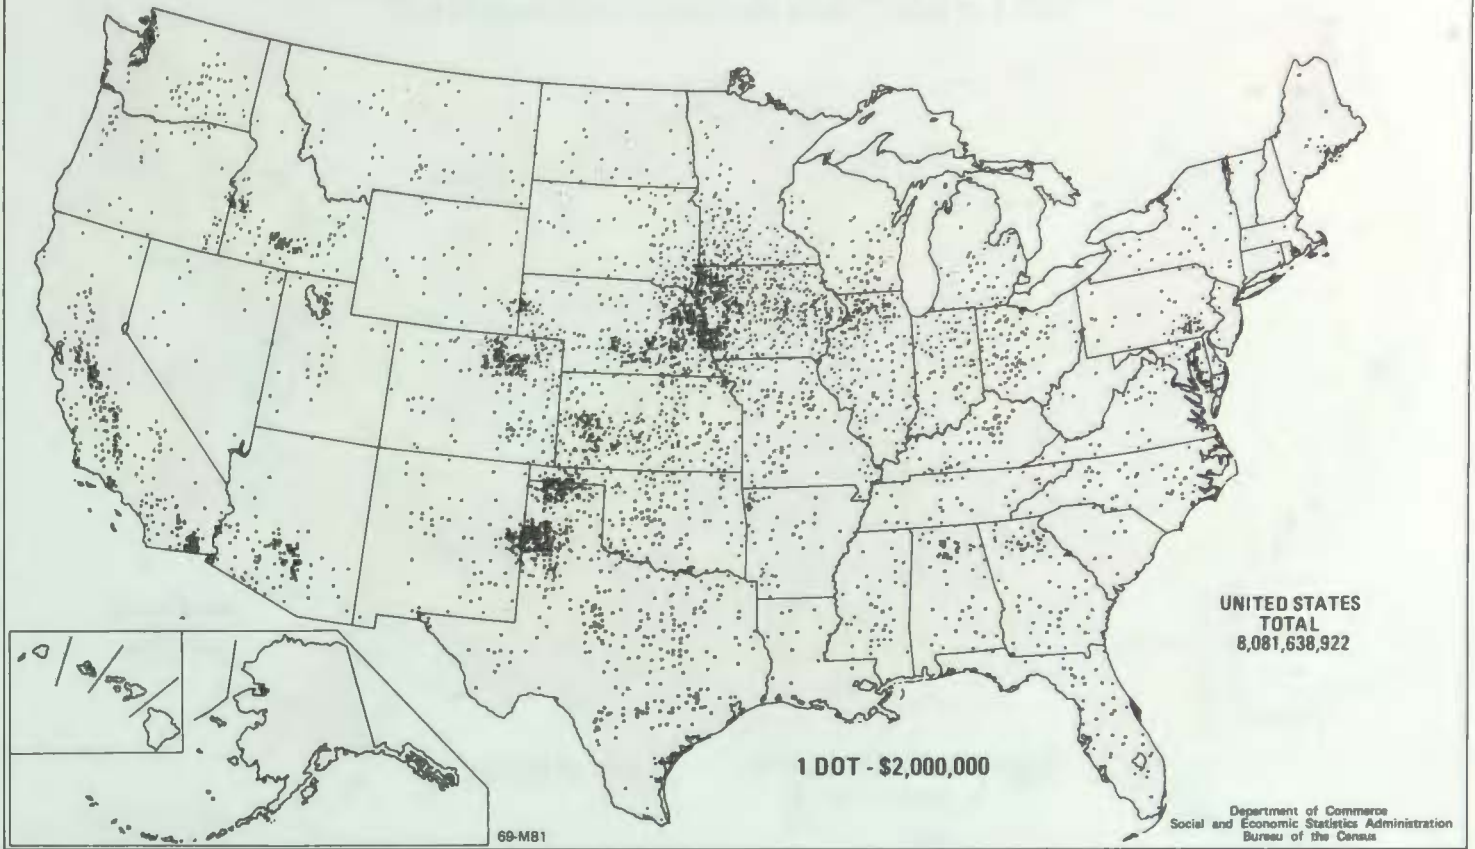 UNITED STATES
TOTAL
8,081,638,922
1 DOT - $2,000,000
69-M81
Department of Commerce
Social and Economic Statistics Administration
Bureau of the Census